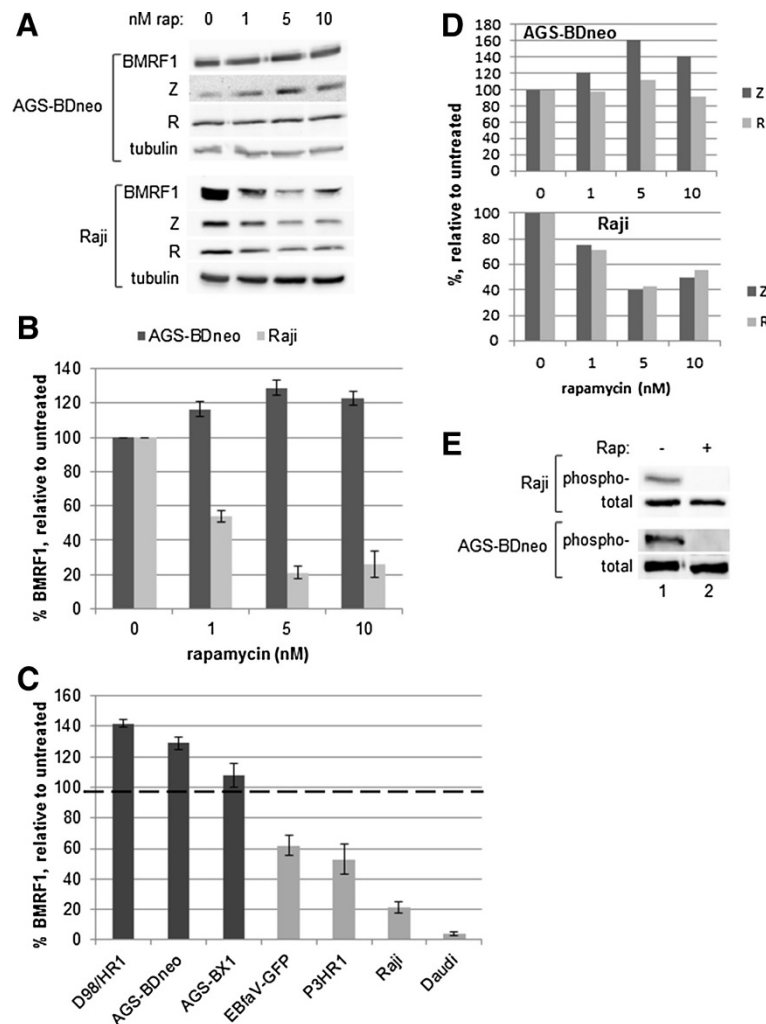 A
nM rap: 0 1 5 10
AGS-BDneo
BMRF1
Z
R
tubulin
Raji
BMRF1
Z
R
tubulin
B
AGS-BDneo Raji
% BMRF1, relative to untreated
140
120
100
80
60
40
20
0
0 1 5 10
rapamycin (nM)
C
% BMRF1, relative to untreated
160
140
120
100
80
60
40
20
0
D98/HR1
AGS-BDneo
AGS-BX1
EBfaV-GFP
P3HR1
Raji
Daudi
D
AGS-BDneo
%, relative to untreated
180
160
140
120
100
80
60
40
20
0
0 1 5 10
Z
R
Raji
100
80
60
40
20
0
0 1 5 10
Z
R
rapamycin (nM)
E
Rap: - +
Raji
phospho-
total
AGS-BDneo
phospho-
total
1 2